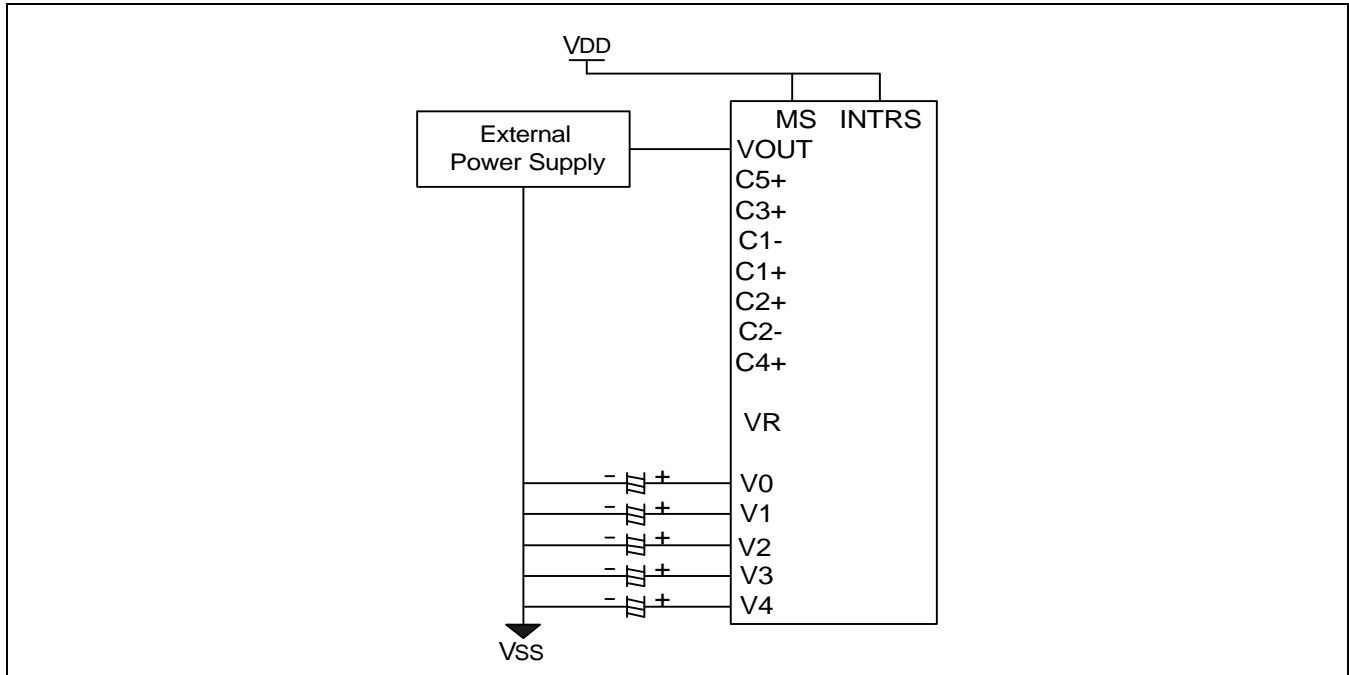 VDD
MS INTRS
External
Power Supply
VOUT
C5+
C3+
C1-
C1+
C2+
C2-
C4+
VR
- + V0
- + V1
- + V2
- + V3
- + V4
VSS